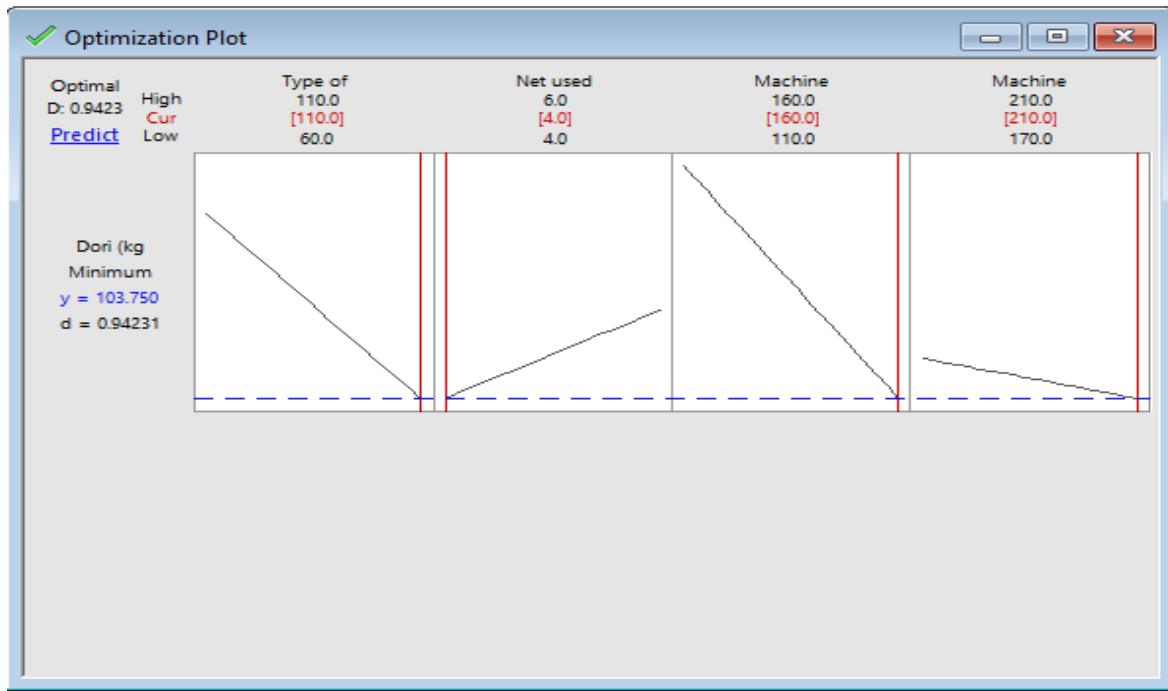 Optimization Plot
Optimal
D: 0.9423
Predict
High
Cur
Low
Type of
110.0
[110.0]
60.0
Net used
6.0
[4.0]
4.0
Machine
160.0
[160.0]
110.0
Machine
210.0
[210.0]
170.0
Dori (kg
Minimum
y = 103.750
d = 0.94231